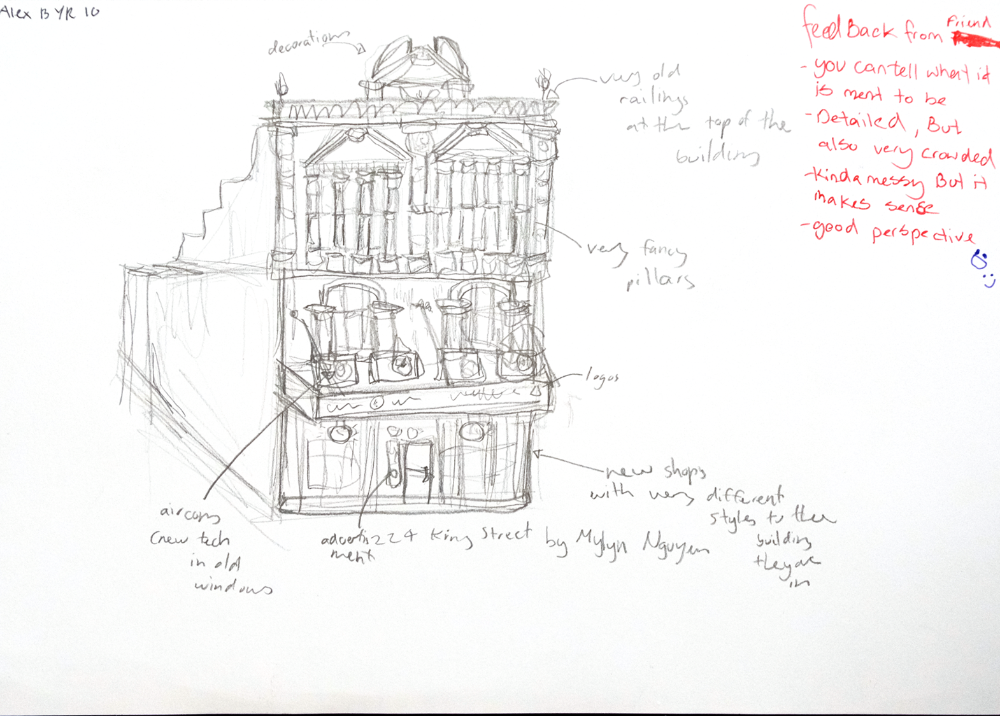 Alex B YR 10
decorations
very old
railings
at the top of the
building
very fancy
pillars
logos
new shops
with very different
styles to the
building
they are
in
aircons
(new tech
in old
windows
advertiz
ment
224 King Street by Mylyn Nguyen
feedBack from Friend
- you can tell what it
is ment to be
- Detailed, But
also very crowded
- Kinda messy But it
makes sense
- good perspective